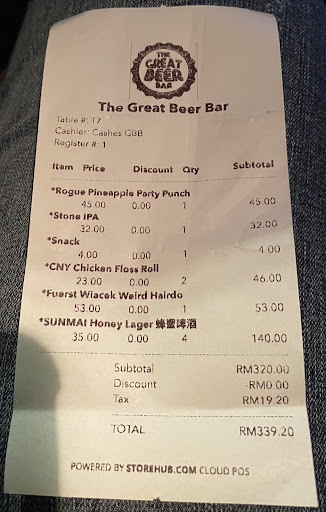 THE
GREAT
BEER
BAR
The Great Beer Bar
Table #: T7
Cashier: Cashes GBB
Register #: 1
Item Price Discount Qty Subtotal
*Rogue Pineapple Party Punch
45.00 0.00 1 45.00
*Stone IPA
32.00 0.00 1 32.00
*Snack
4.00 0.00 1 4.00
*CNY Chicken Floss Roll
23.00 0.00 2 46.00
*Fuerst Wiacek Weird Hairdo
53.00 0.00 1 53.00
*SUNMAI Honey Lager 蜂蜜啤酒
35.00 0.00 4 140.00
Subtotal RM320.00
Discount -RM0.00
Tax RM19.20
TOTAL RM339.20
POWERED BY STOREHUB.COM CLOUD POS